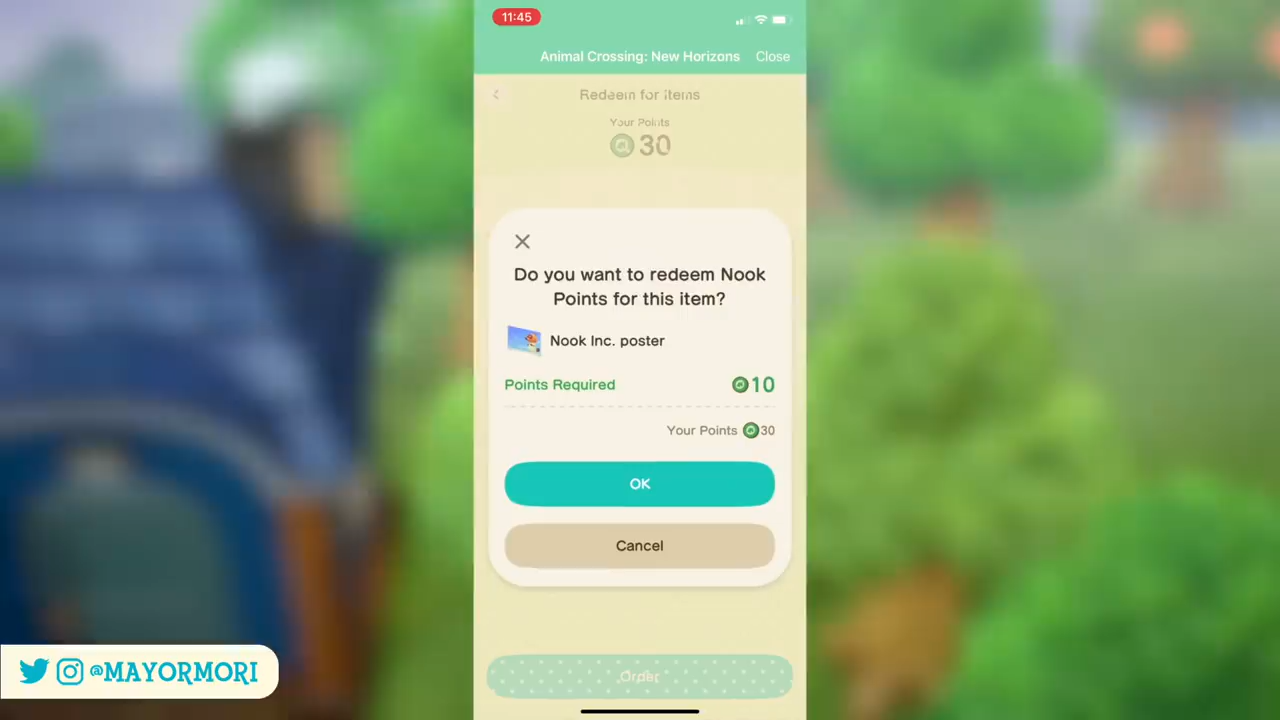 11:45
Animal Crossing: New Horizons Close
Redeem for items
Your Points
30
Do you want to redeem Nook
Points for this item?
Nook Inc. poster
Points Required 10
Your Points 30
OK
Cancel
Order
@MAYORMORI